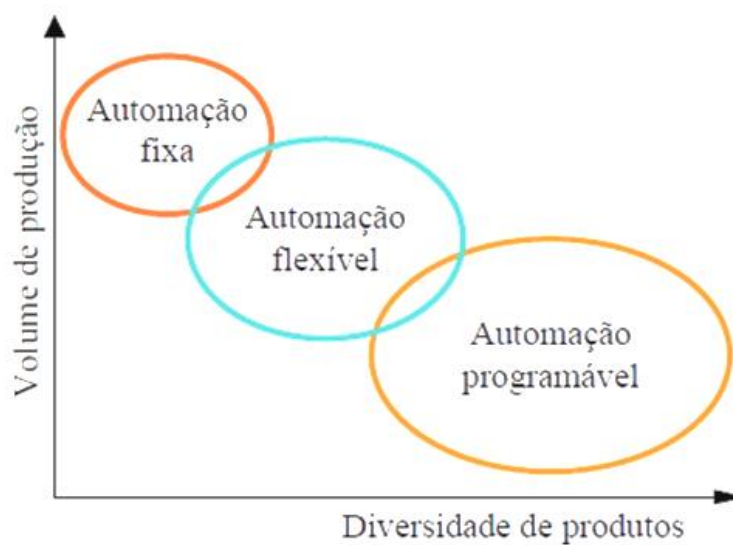 Volume de produção
Automação
fixa
Automação
flexível
Automação
programável
Diversidade de produtos